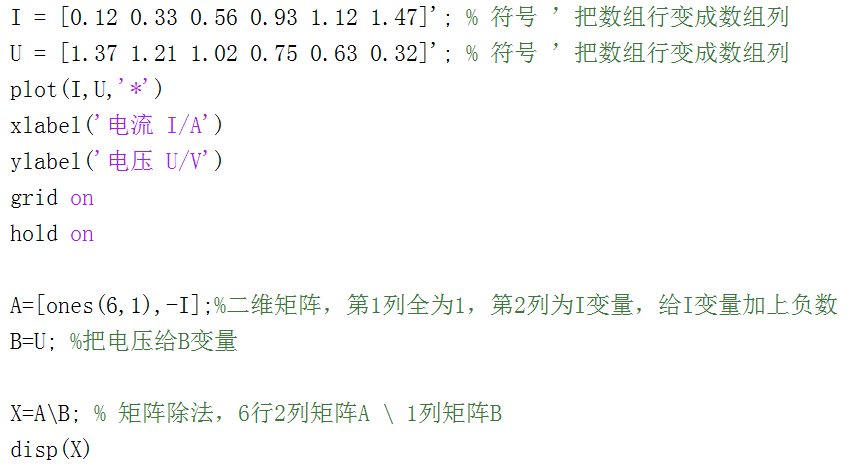 I = [0.12 0.33 0.56 0.93 1.12 1.47]'; % 符号 ' 把数组行变成数组列
U = [1.37 1.21 1.02 0.75 0.63 0.32]'; % 符号 ' 把数组行变成数组列
plot(I,U,'*')
xlabel('电流 I/A')
ylabel('电压 U/V')
grid on
hold on
A=[ones(6,1),-I];%二维矩阵，第1列全为1，第2列为I变量，给I变量加上负数
B=U; %把电压给B变量
X=A\B; % 矩阵除法，6行2列矩阵A \ 1列矩阵B
disp(X)